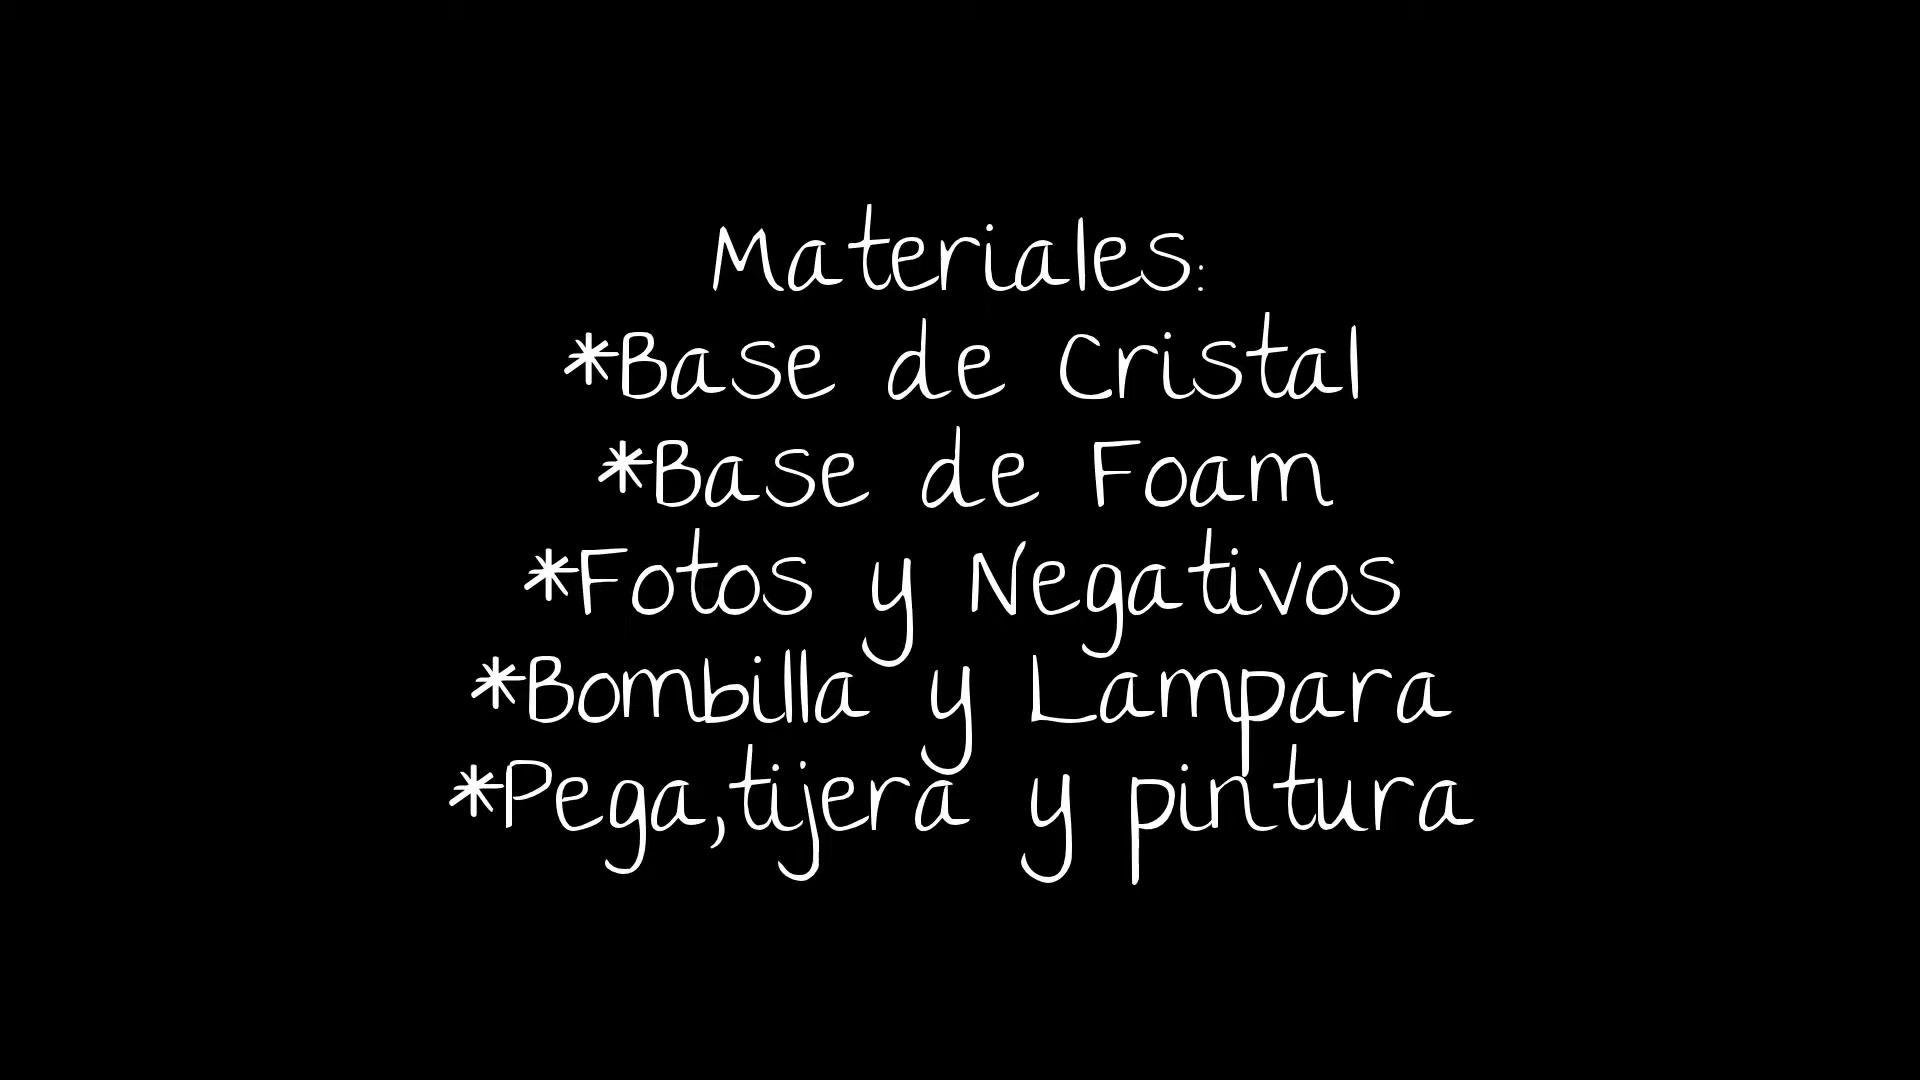 Materiales:
*Base de Cristal
*Base de Foam
*Fotos y Negativos
*Bombilla y Lampara
*Pega,tijera y pintura